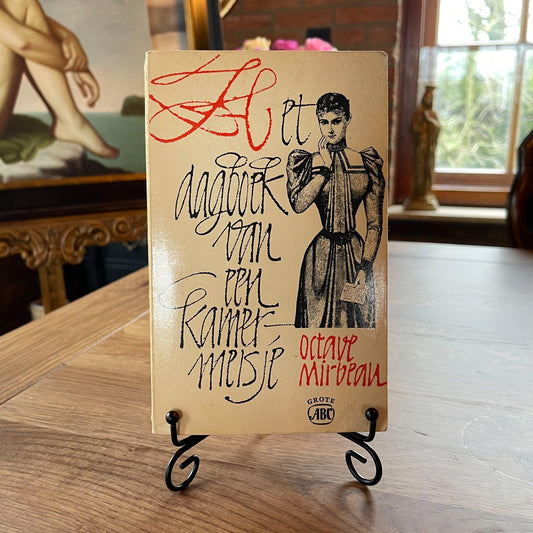 Het
dagboek
van
een
kamer-
meisje
Octave
Mirbeau
GROTE
ABC